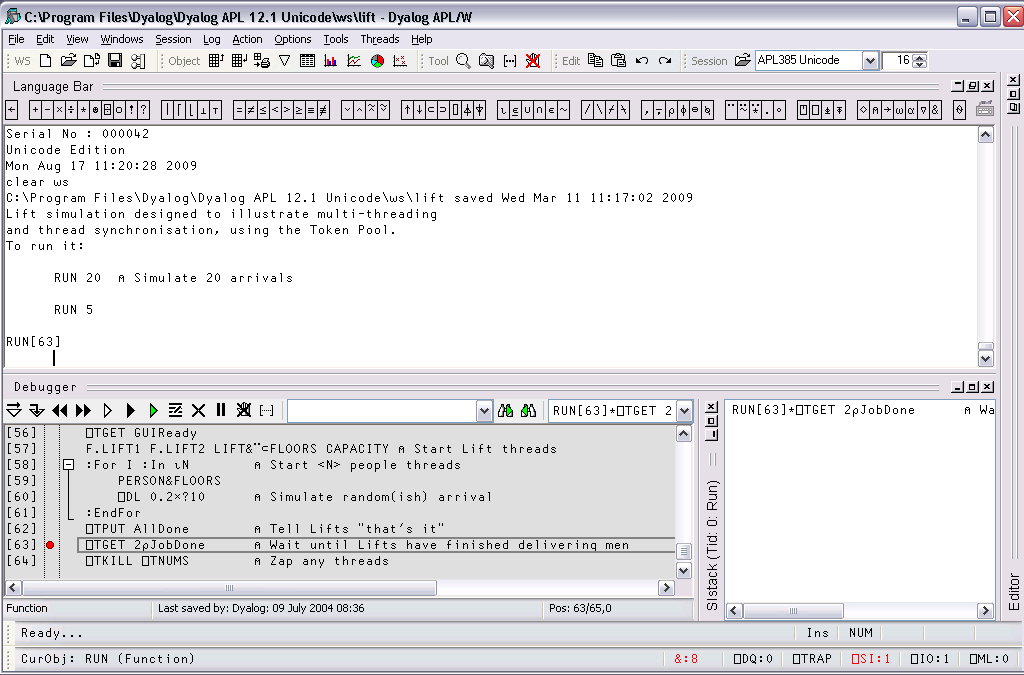 C:\Program Files\Dyalog\Dyalog APL 12.1 Unicode\ws\lift - Dyalog APL/W
File Edit View Windows Session Log Action Options Tools Threads Help
WS Object Tool Edit Session APL385 Unicode 16
Language Bar
← + - × ÷ * ⍟ ⌹ ○ ! ? | ⌈ ⌊ ⊥ ⊤ = ≠ ≤ < > ≥ ≡ ≢ ∨ ∧ ⍲ ⍱ ↑ ↓ ⊂ ⊃ ⌷ ⍋ ⍒ ⍳ ∊ ⍷ ∪ ∩ ~ / \ ⌿ ⍀ , ⍪ ⍴ ⌽ ⊖ ⍉ ¨ ⍨ ⍣ . ∘ ⍞ ⎕ ⍎ ⍕ ⋄ ⍝ → ⍵ ⍺ ∇ &
Serial No : 000042
Unicode Edition
Mon Aug 17 11:20:28 2009
clear ws
C:\Program Files\Dyalog\Dyalog APL 12.1 Unicode\ws\lift saved Wed Mar 11 11:17:02 2009
Lift simulation designed to illustrate multi-threading
and thread synchronisation, using the Token Pool.
To run it:
RUN 20 ⍝ Simulate 20 arrivals
RUN 5
RUN[63]
Debugger
RUN[63]*⎕TGET 2
[56] ⎕TGET GUIReady
[57] F.LIFT1 F.LIFT2 LIFT&¨⊂FLOORS CAPACITY ⍝ Start Lift threads
[58] :For I :In ⍳N ⍝ Start <N> people threads
[59] PERSON&FLOORS
[60] ⎕DL 0.2×?10 ⍝ Simulate random(ish) arrival
[61] :EndFor
[62] ⎕TPUT AllDone ⍝ Tell Lifts "that's it"
[63] ⎕TGET 2⍴JobDone ⍝ Wait until Lifts have finished delivering men
[64] ⎕TKILL ⎕TNUMS ⍝ Zap any threads
Function Last saved by: Dyalog: 09 July 2004 08:36 Pos: 63/65,0
SIstack (Tid: 0: Run)
RUN[63]*⎕TGET 2⍴JobDone ⍝ Wa
Editor
Ready... Ins NUM
CurObj: RUN (Function) &:8 ⎕DQ:0 ⎕TRAP ⎕SI:1 ⎕IO:1 ⎕ML:0